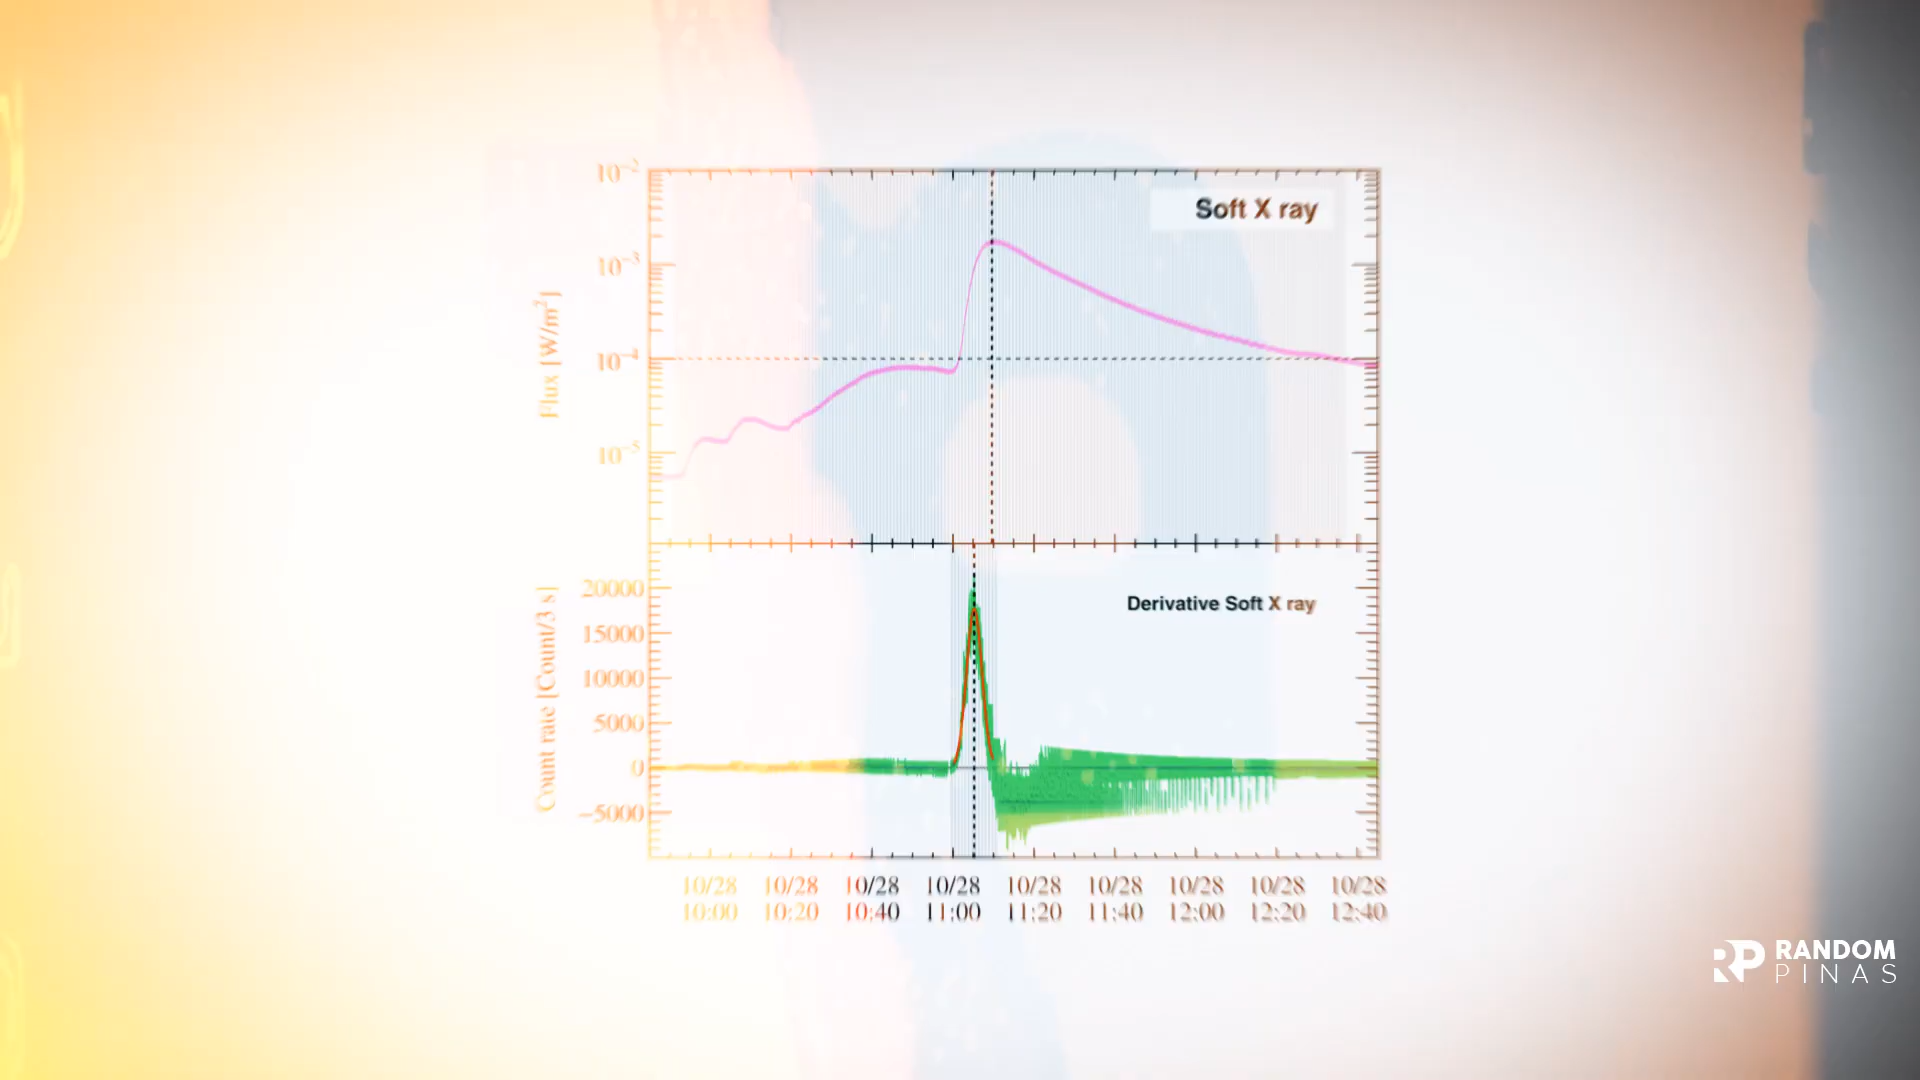 10⁻²
Soft X ray
10⁻³
Flux [W/m²]
10⁻⁴
10⁻⁵
20000
Derivative Soft X ray
15000
Count rate [Count/3 s]
10000
5000
0
−5000
10/28 10/28 10/28 10/28 10/28 10/28 10/28 10/28 10/28
10:00 10:20 10:40 11:00 11:20 11:40 12:00 12:20 12:40
RP RANDOM
PINAS